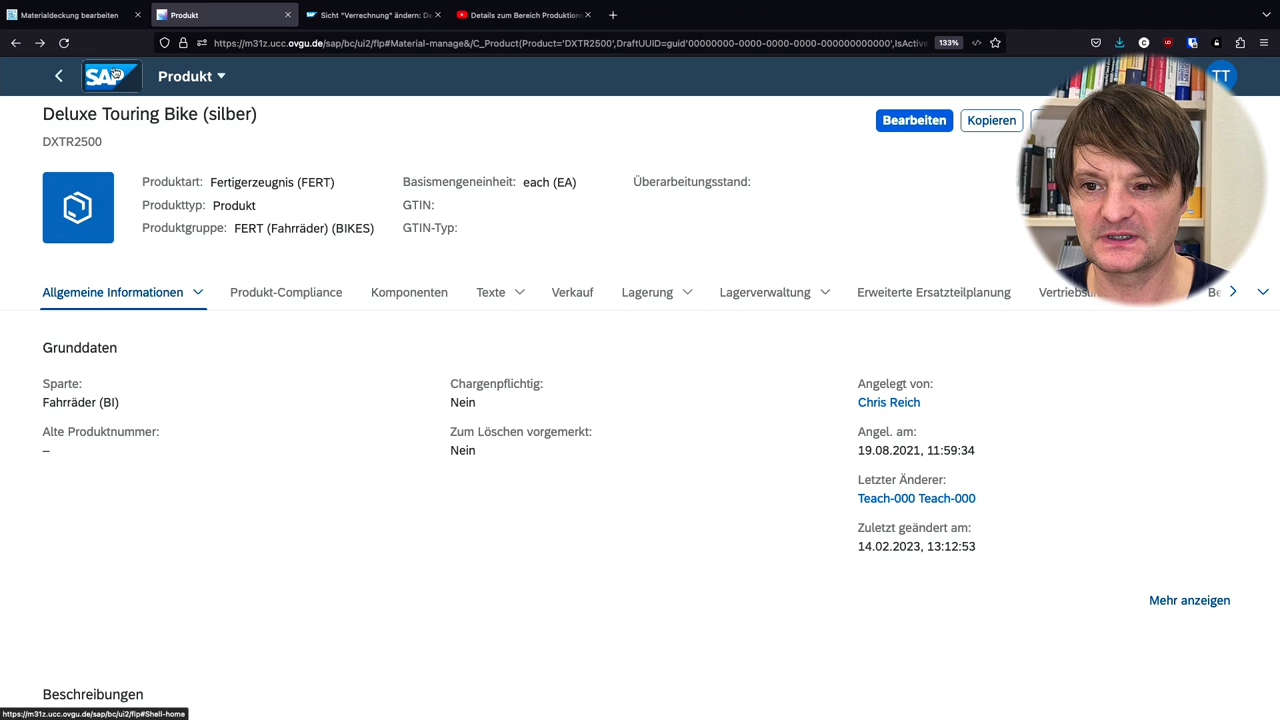 Materialdeckung bearbeiten
Produkt
Sicht "Verrechnung" ändern: De
Details zum Bereich Produktions
https://m31z.ucc.ovgu.de/sap/bc/ui2/flp#Material-manage&/C_Product(Product='DXTR2500',DraftUUID=guid'00000000-0000-0000-0000-000000000000',IsActive
133%
SAP
Produkt
TT
Deluxe Touring Bike (silber)
Bearbeiten
Kopieren
DXTR2500
Produktart: Fertigerzeugnis (FERT)
Basismengeneinheit: each (EA)
Überarbeitungsstand:
Produkttyp: Produkt
GTIN:
Produktgruppe: FERT (Fahrräder) (BIKES)
GTIN-Typ:
Allgemeine Informationen
Produkt-Compliance
Komponenten
Texte
Verkauf
Lagerung
Lagerverwaltung
Erweiterte Ersatzteilplanung
Grunddaten
Sparte:
Fahrräder (BI)
Alte Produktnummer:
–
Chargenpflichtig:
Nein
Zum Löschen vorgemerkt:
Nein
Angelegt von:
Chris Reich
Angel. am:
19.08.2021, 11:59:34
Letzter Änderer:
Teach-000 Teach-000
Zuletzt geändert am:
14.02.2023, 13:12:53
Mehr anzeigen
Beschreibungen
https://m31z.ucc.ovgu.de/sap/bc/ui2/flp#Shell-home